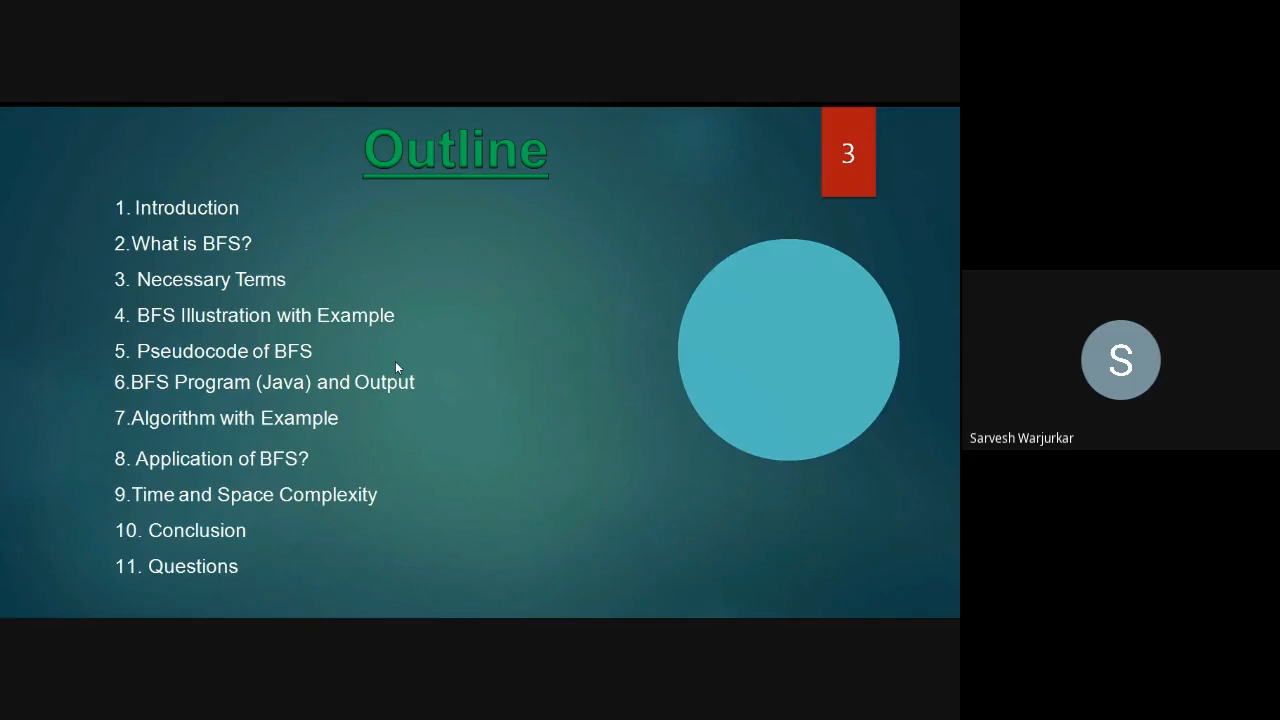 Outline
3
1. Introduction
2.What is BFS?
3. Necessary Terms
4. BFS Illustration with Example
5. Pseudocode of BFS
6.BFS Program (Java) and Output
7.Algorithm with Example
8. Application of BFS?
9.Time and Space Complexity
10. Conclusion
11. Questions
S
Sarvesh Warjurkar